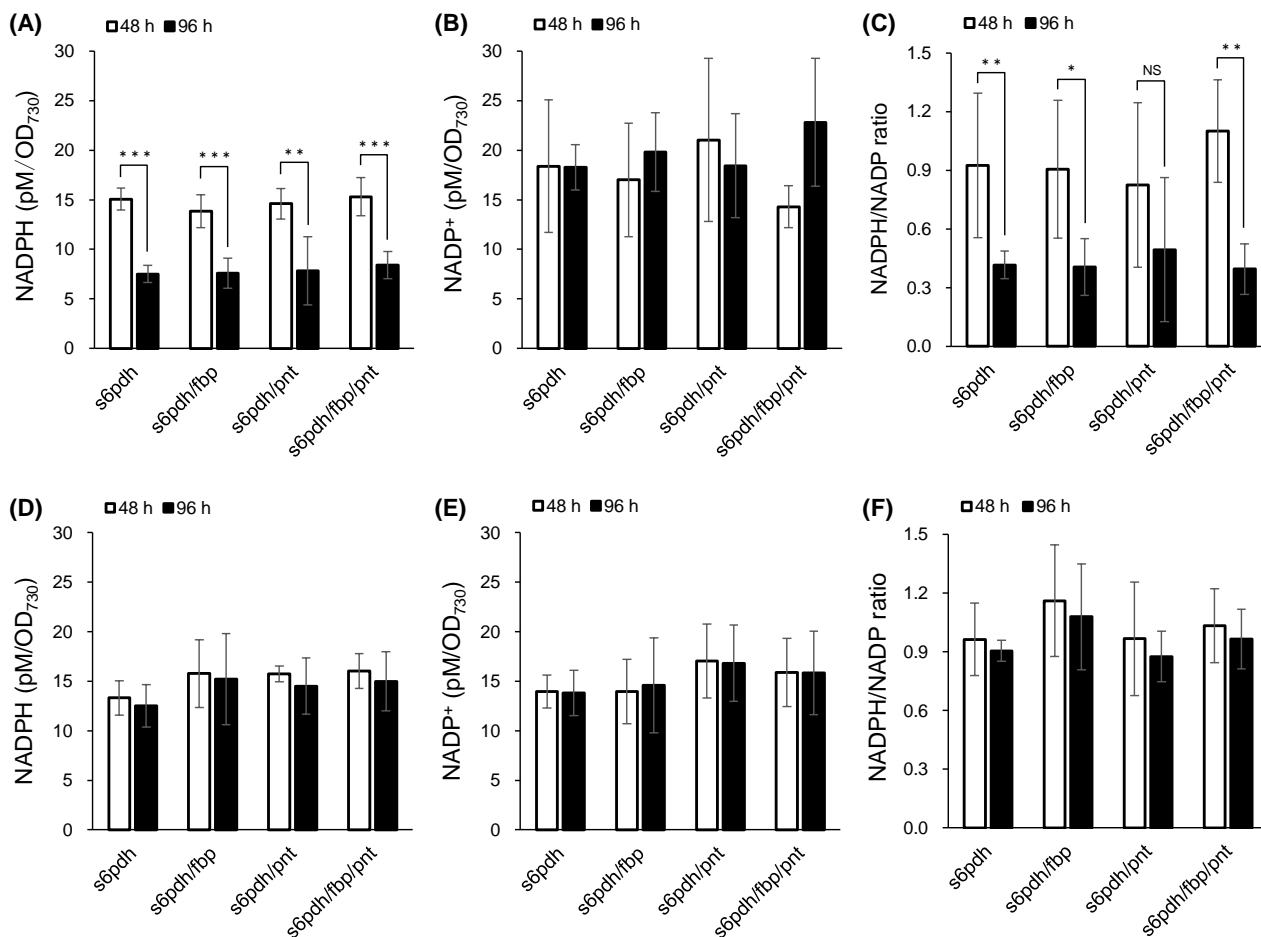 (A)
48 h 96 h
NADPH (pM/OD730)
30
25
20
15
10
5
0
***
***
**
***
s6pdh
s6pdh/fbp
s6pdh/pnt
s6pdh/fbp/pnt
(B)
48 h 96 h
NADP+ (pM/OD730)
30
25
20
15
10
5
0
s6pdh
s6pdh/fbp
s6pdh/pnt
s6pdh/fbp/pnt
(C)
48 h 96 h
NADPH/NADP ratio
1.5
1.2
0.9
0.6
0.3
0.0
**
*
NS
**
s6pdh
s6pdh/fbp
s6pdh/pnt
s6pdh/fbp/pnt
(D)
48 h 96 h
NADPH (pM/OD730)
30
25
20
15
10
5
0
s6pdh
s6pdh/fbp
s6pdh/pnt
s6pdh/fbp/pnt
(E)
48 h 96 h
NADP+ (pM/OD730)
30
25
20
15
10
5
0
s6pdh
s6pdh/fbp
s6pdh/pnt
s6pdh/fbp/pnt
(F)
48 h 96 h
NADPH/NADP ratio
1.5
1.2
0.9
0.6
0.3
0.0
s6pdh
s6pdh/fbp
s6pdh/pnt
s6pdh/fbp/pnt